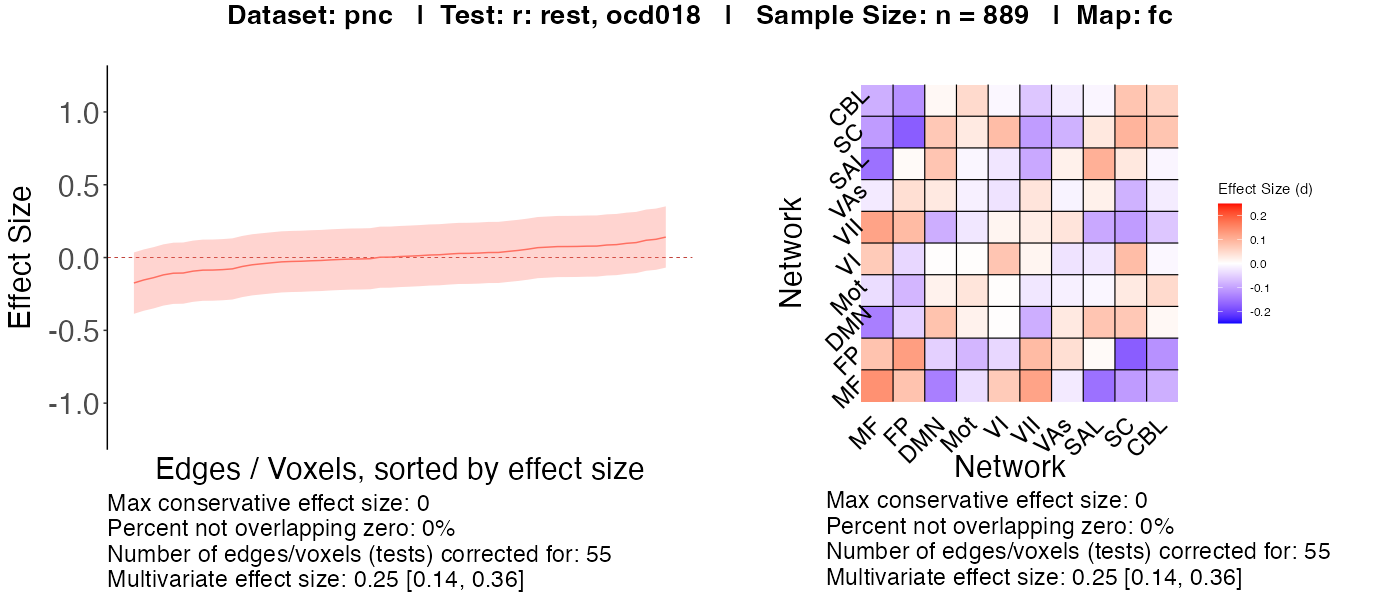 Dataset: pnc | Test: r: rest, ocd018 | Sample Size: n = 889 | Map: fc
Effect Size
1.0
0.5
0.0
-0.5
-1.0
Edges / Voxels, sorted by effect size
Max conservative effect size: 0
Percent not overlapping zero: 0%
Number of edges/voxels (tests) corrected for: 55
Multivariate effect size: 0.25 [0.14, 0.36]
Network
CBL
SC
SAL
VAs
VII
VI
Mot
DMN
FP
MF
MF
FP
DMN
Mot
VI
VII
VAs
SAL
SC
CBL
Network
Effect Size (d)
0.2
0.1
0.0
-0.1
-0.2
Max conservative effect size: 0
Percent not overlapping zero: 0%
Number of edges/voxels (tests) corrected for: 55
Multivariate effect size: 0.25 [0.14, 0.36]